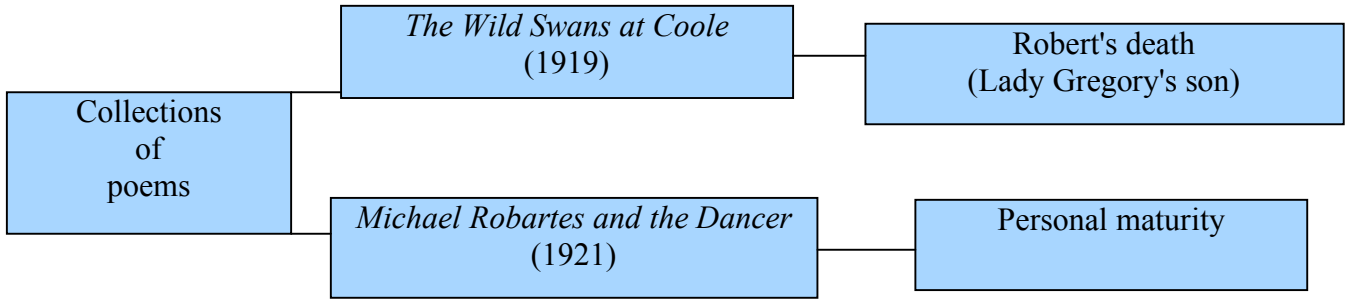 The Wild Swans at Coole
(1919)
Robert's death
(Lady Gregory's son)
Collections
of
poems
Michael Robartes and the Dancer
(1921)
Personal maturity